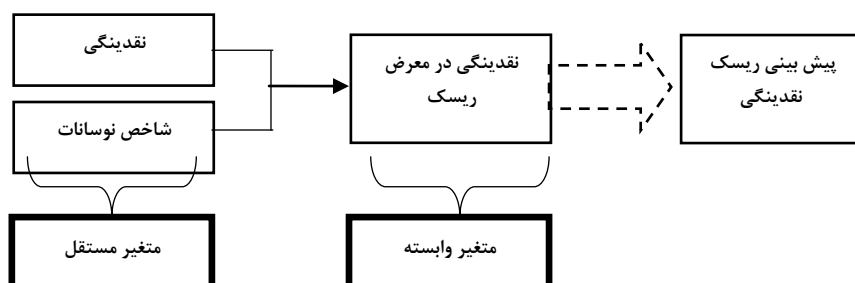 نقدینگی
شاخص نوسانات
نقدینگی در معرض
ریسک
پیش بینی ریسک
نقدینگی
متغیر مستقل
متغیر وابسته